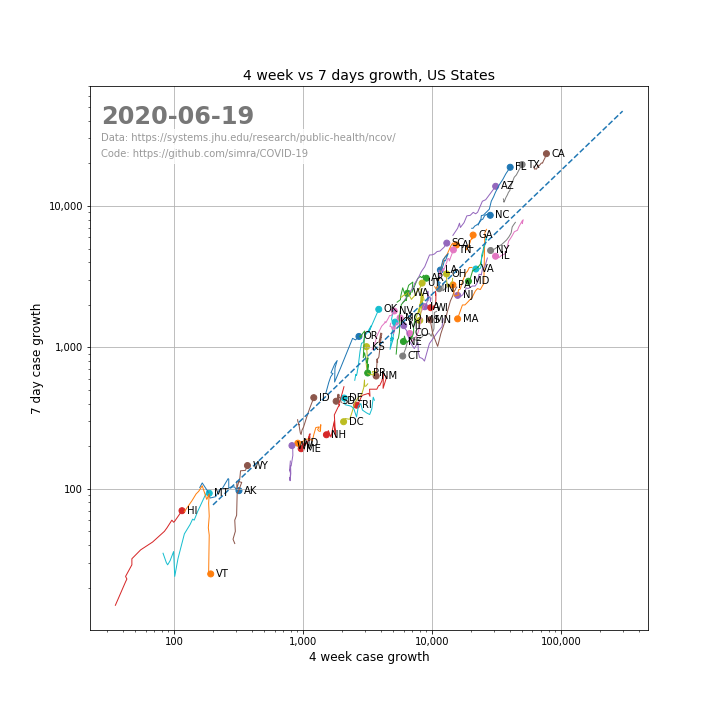 4 week vs 7 days growth, US States
2020-06-19
Data: https://systems.jhu.edu/research/public-health/ncov/
Code: https://github.com/simra/COVID-19
CA
TX
FL
AZ
NC
GA
SC
AL
TN
NY
IL
VA
LA
OH
AR
UT
MD
PA
IN
WA
NJ
OK
NV
IA
WI
MA
MO
MS
MN
KY
MI
OR
CO
NE
KS
CT
PR
NM
ID
DE
SD
RI
DC
NH
ND
ME
WY
MT
AK
HI
VT
10,000
1,000
100
7 day case growth
100
1,000
10,000
100,000
4 week case growth